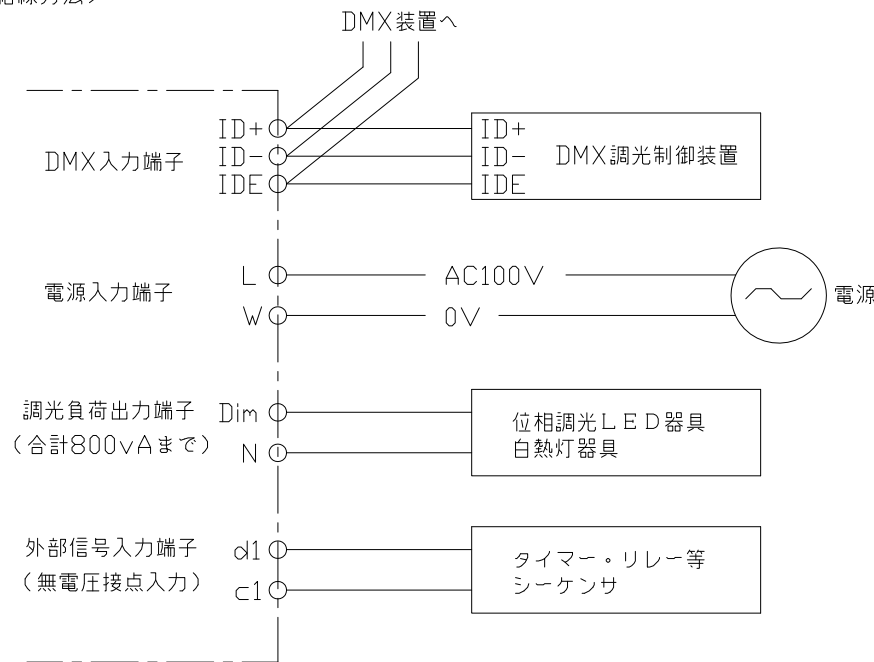 DMX装置へ
ID+
ID-
IDE
DMX入力端子
ID+
ID-
IDE
DMX調光制御装置
電源入力端子
L
W
AC100V
0V
電源
調光負荷出力端子
(合計800vAまで)
Dim
N
位相調光LED器具
白熱灯器具
外部信号入力端子
(無電圧接点入力)
d1
c1
タイマー・リレー等
シーケンサ